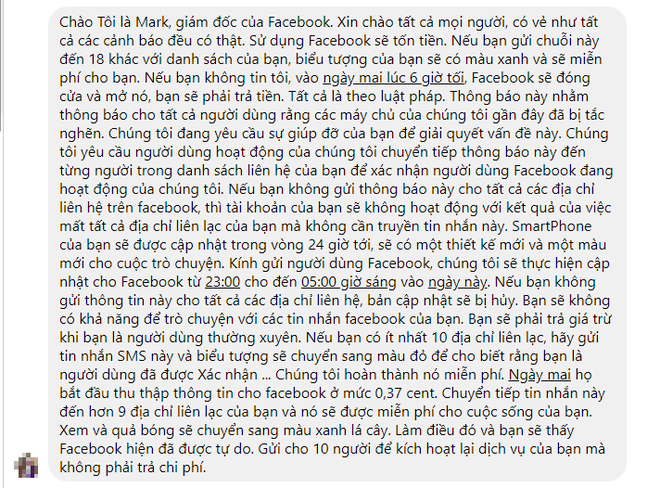 Chào Tôi là Mark, giám đốc của Facebook. Xin chào tất cả mọi người, có vẻ như tất
cả các cảnh báo đều có thật. Sử dụng Facebook sẽ tốn tiền. Nếu bạn gửi chuỗi này
đến 18 khác với danh sách của bạn, biểu tượng của bạn sẽ có màu xanh và sẽ miễn
phí cho bạn. Nếu bạn không tin tôi, vào ngày mai lúc 6 giờ tối, Facebook sẽ đóng
cửa và mở nó, bạn sẽ phải trả tiền. Tất cả là theo luật pháp. Thông báo này nhằm
thông báo cho tất cả người dùng rằng các máy chủ của chúng tôi gần đây đã bị tắc
nghẽn. Chúng tôi đang yêu cầu sự giúp đỡ của bạn để giải quyết vấn đề này. Chúng
tôi yêu cầu người dùng hoạt động của chúng tôi chuyển tiếp thông báo này đến
từng người trong danh sách liên hệ của bạn để xác nhận người dùng Facebook đang
hoạt động của chúng tôi. Nếu bạn không gửi thông báo này cho tất cả các địa chỉ
liên hệ trên facebook, thì tài khoản của bạn sẽ không hoạt động với kết quả của việc
mất tất cả địa chỉ liên lạc của bạn mà không cần truyền tin nhắn này. SmartPhone
của bạn sẽ được cập nhật trong vòng 24 giờ tới, sẽ có một thiết kế mới và một màu
mới cho cuộc trò chuyện. Kính gửi người dùng Facebook, chúng tôi sẽ thực hiện cập
nhật cho Facebook từ 23:00 cho đến 05:00 giờ sáng vào ngày này. Nếu bạn không
gửi thông tin này cho tất cả các địa chỉ liên hệ, bản cập nhật sẽ bị hủy. Bạn sẽ không
có khả năng để trò chuyện với các tin nhắn facebook của bạn. Bạn sẽ phải trả giá trừ
khi bạn là người dùng thường xuyên. Nếu bạn có ít nhất 10 địa chỉ liên lạc, hãy gửi
tin nhắn SMS này và biểu tượng sẽ chuyển sang màu đỏ để cho biết rằng bạn là
người dùng đã được Xác nhận ... Chúng tôi hoàn thành nó miễn phí. Ngày mai họ
bắt đầu thu thập thông tin cho facebook ở mức 0,37 cent. Chuyển tiếp tin nhắn này
đến hơn 9 địa chỉ liên lạc của bạn và nó sẽ được miễn phí cho cuộc sống của bạn.
Xem và quả bóng sẽ chuyển sang màu xanh lá cây. Làm điều đó và bạn sẽ thấy
Facebook hiện đã được tự do. Gửi cho 10 người để kích hoạt lại dịch vụ của bạn mà
không phải trả chi phí.